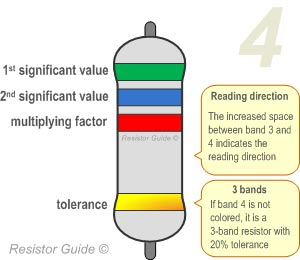 4
1st significant value
2nd significant value
multiplying factor
Resistor Guide ©
tolerance
Reading direction
The increased space
between band 3 and
4 indicates the
reading direction
3 bands
If band 4 is not
colored, it is a
3-band resistor with
20% tolerance
Resistor Guide ©